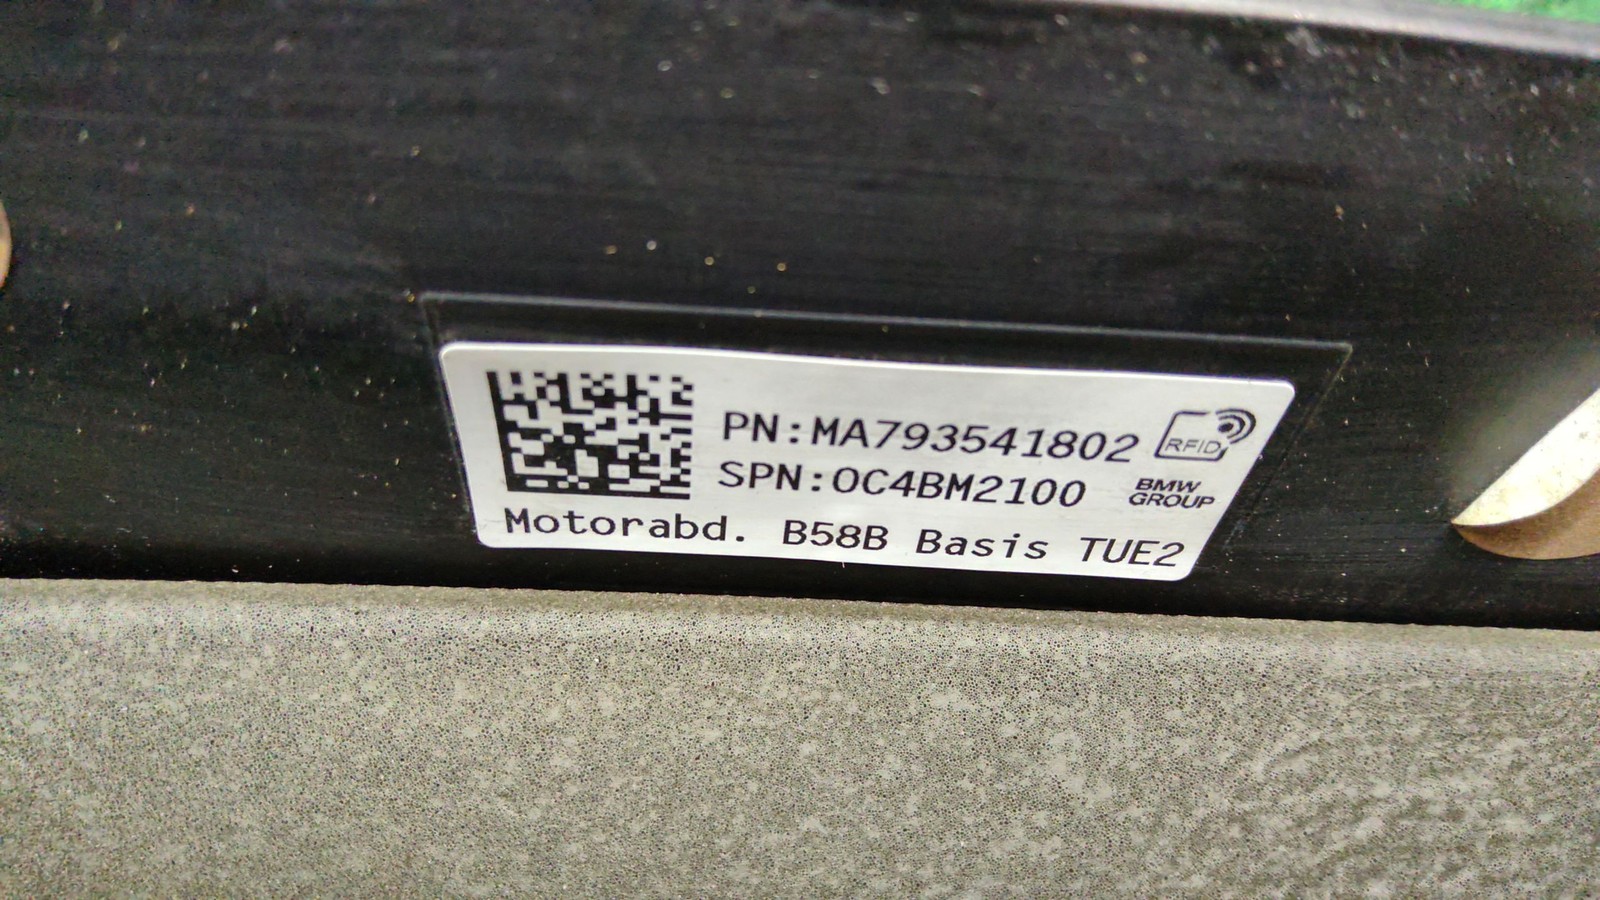 PN:MA793541802
RFID
SPN:0C4BM2100
BMW
GROUP
Motorabd. B58B Basis TUE2